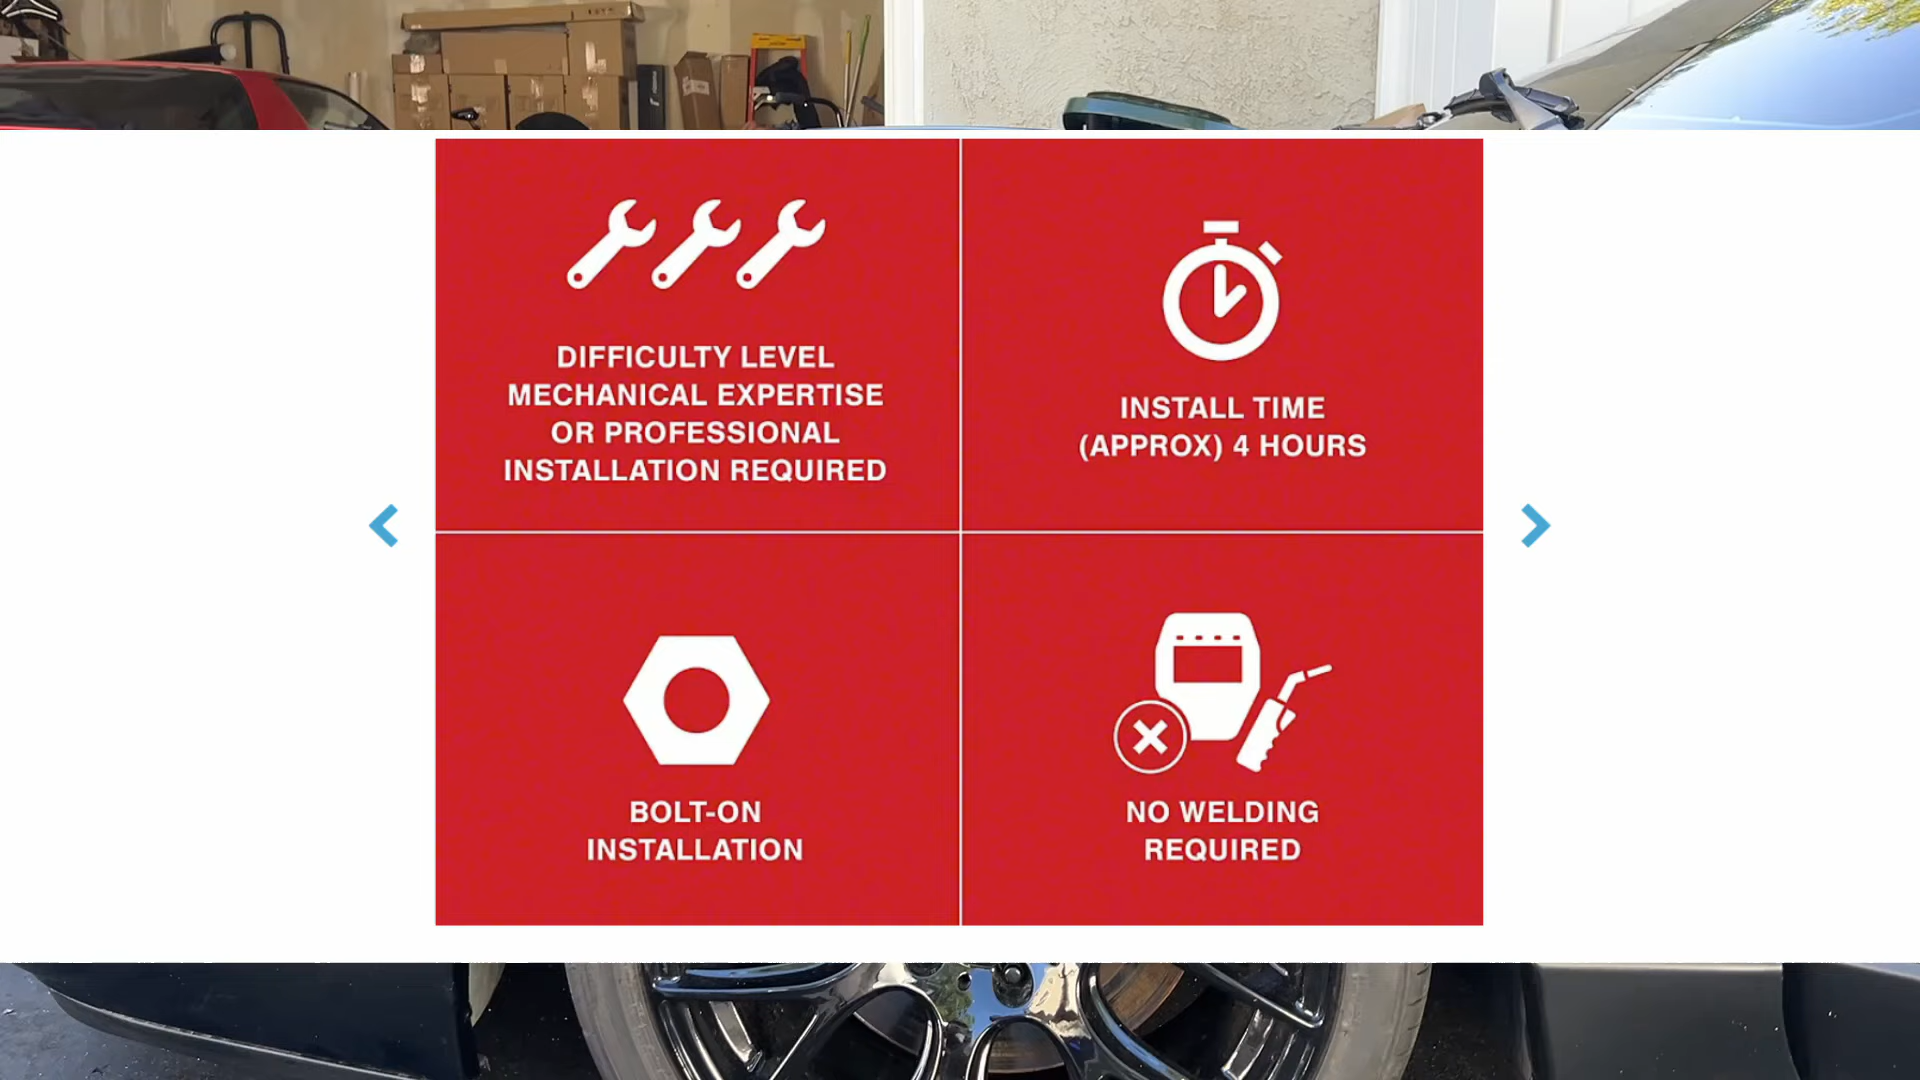 DIFFICULTY LEVEL
MECHANICAL EXPERTISE
OR PROFESSIONAL
INSTALLATION REQUIRED
INSTALL TIME
(APPROX) 4 HOURS
BOLT-ON
INSTALLATION
NO WELDING
REQUIRED